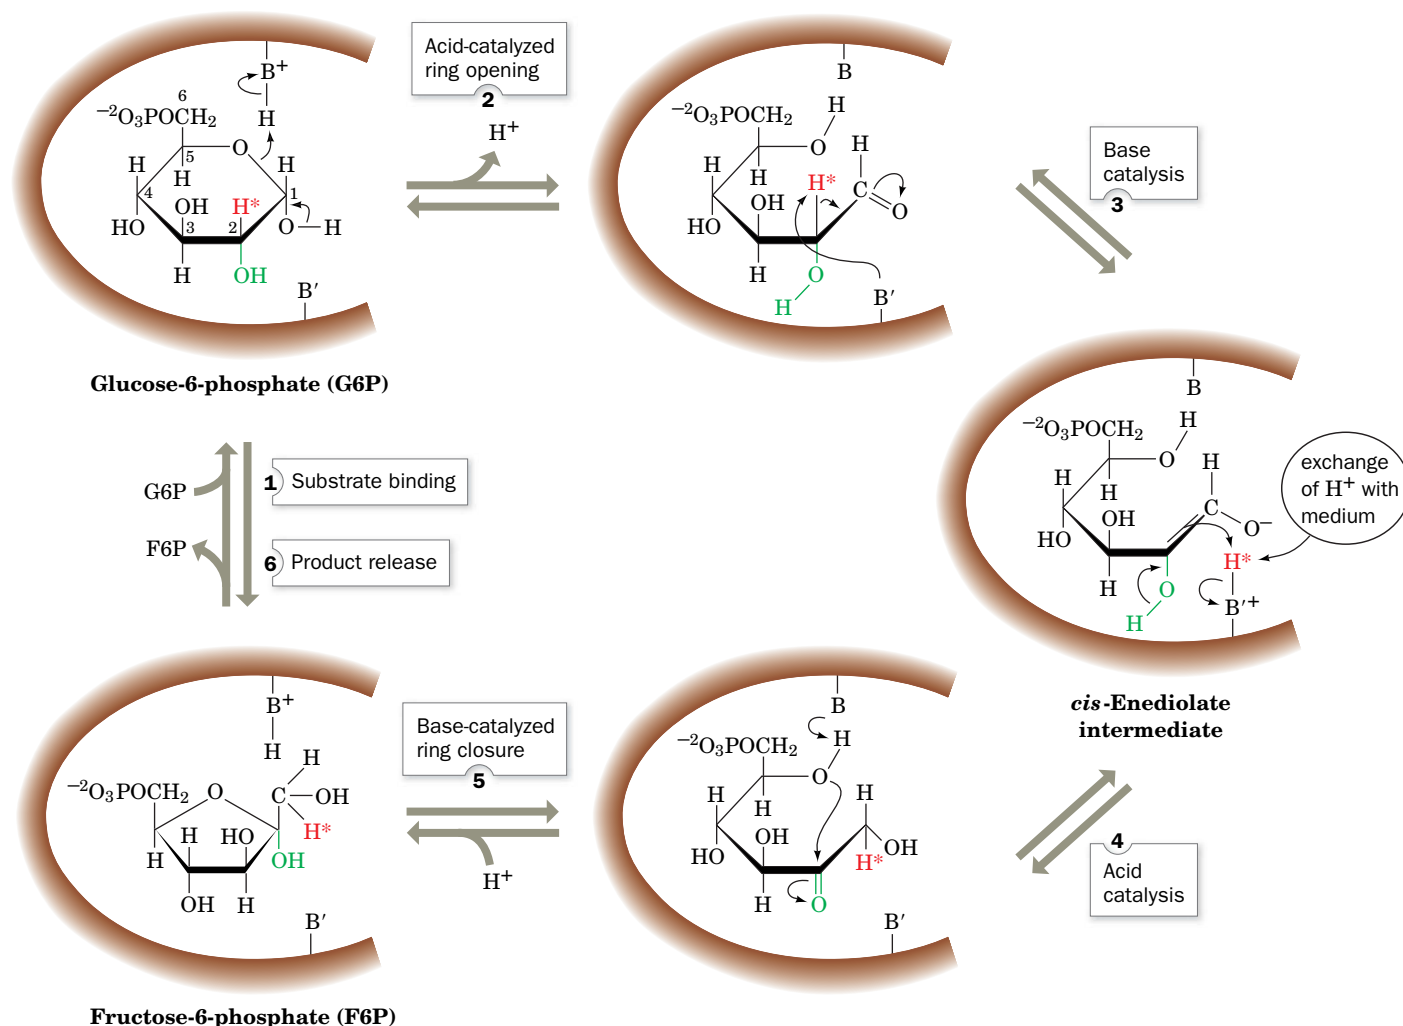 Acid-catalyzed
ring opening
2
H⁺
B⁺
H
6
⁻²O₃POCH₂
O
5
H
H
H
4
1
OH
H*
HO
3
2
O
H
H
OH
B′
Glucose-6-phosphate (G6P)
B
H
⁻²O₃POCH₂
O
H
H
H
H*
C
OH
O
HO
H
O
H
B′
Base
catalysis
3
B
H
⁻²O₃POCH₂
O
H
H
H
C
OH
O⁻
HO
H*
H
O
B′⁺
H
exchange
of H⁺ with
medium
cis-Enediolate
intermediate
G6P
1 Substrate binding
F6P
6 Product release
B⁺
H
H
⁻²O₃POCH₂
O
C
OH
H*
H
HO
H
OH
OH
H
B′
Fructose-6-phosphate (F6P)
Base-catalyzed
ring closure
5
H⁺
B
H
⁻²O₃POCH₂
O
H
H
H
OH
OH
HO
H*
H
O
B′
4
Acid
catalysis